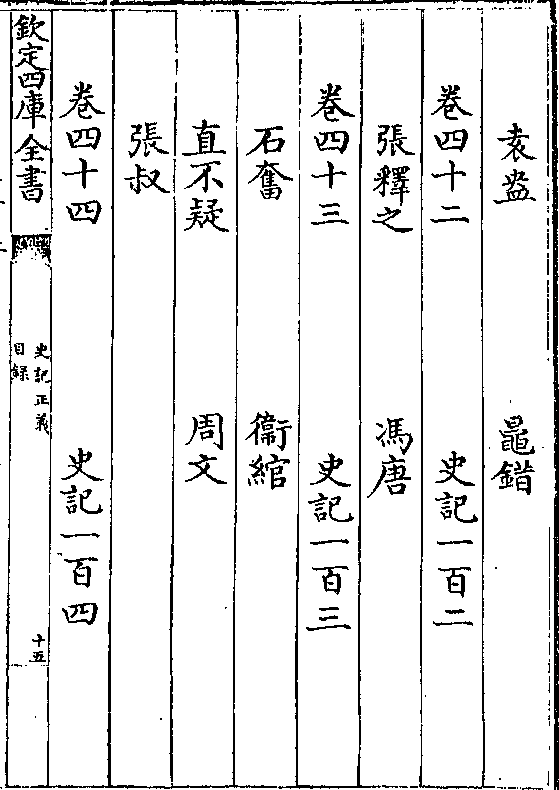 袁盎　鼂錯
卷四十二　史記一百二
張釋之　馮唐
卷四十三　史記一百三
石奮　衞綰
直不疑　周文
張叔
卷四十四　史記一百四
欽定四庫全書
史記正義
目錄
十五